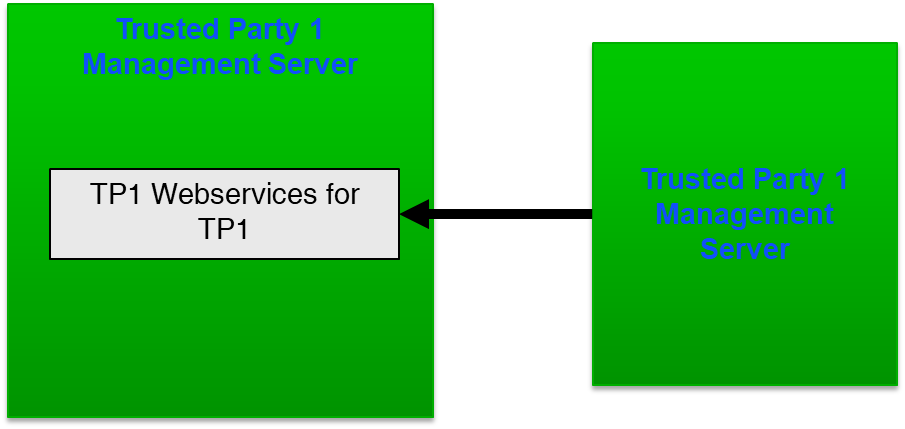 Trusted Party 1
Management Server
TP1 Webservices for
TP1
Trusted Party 1
Management
Server